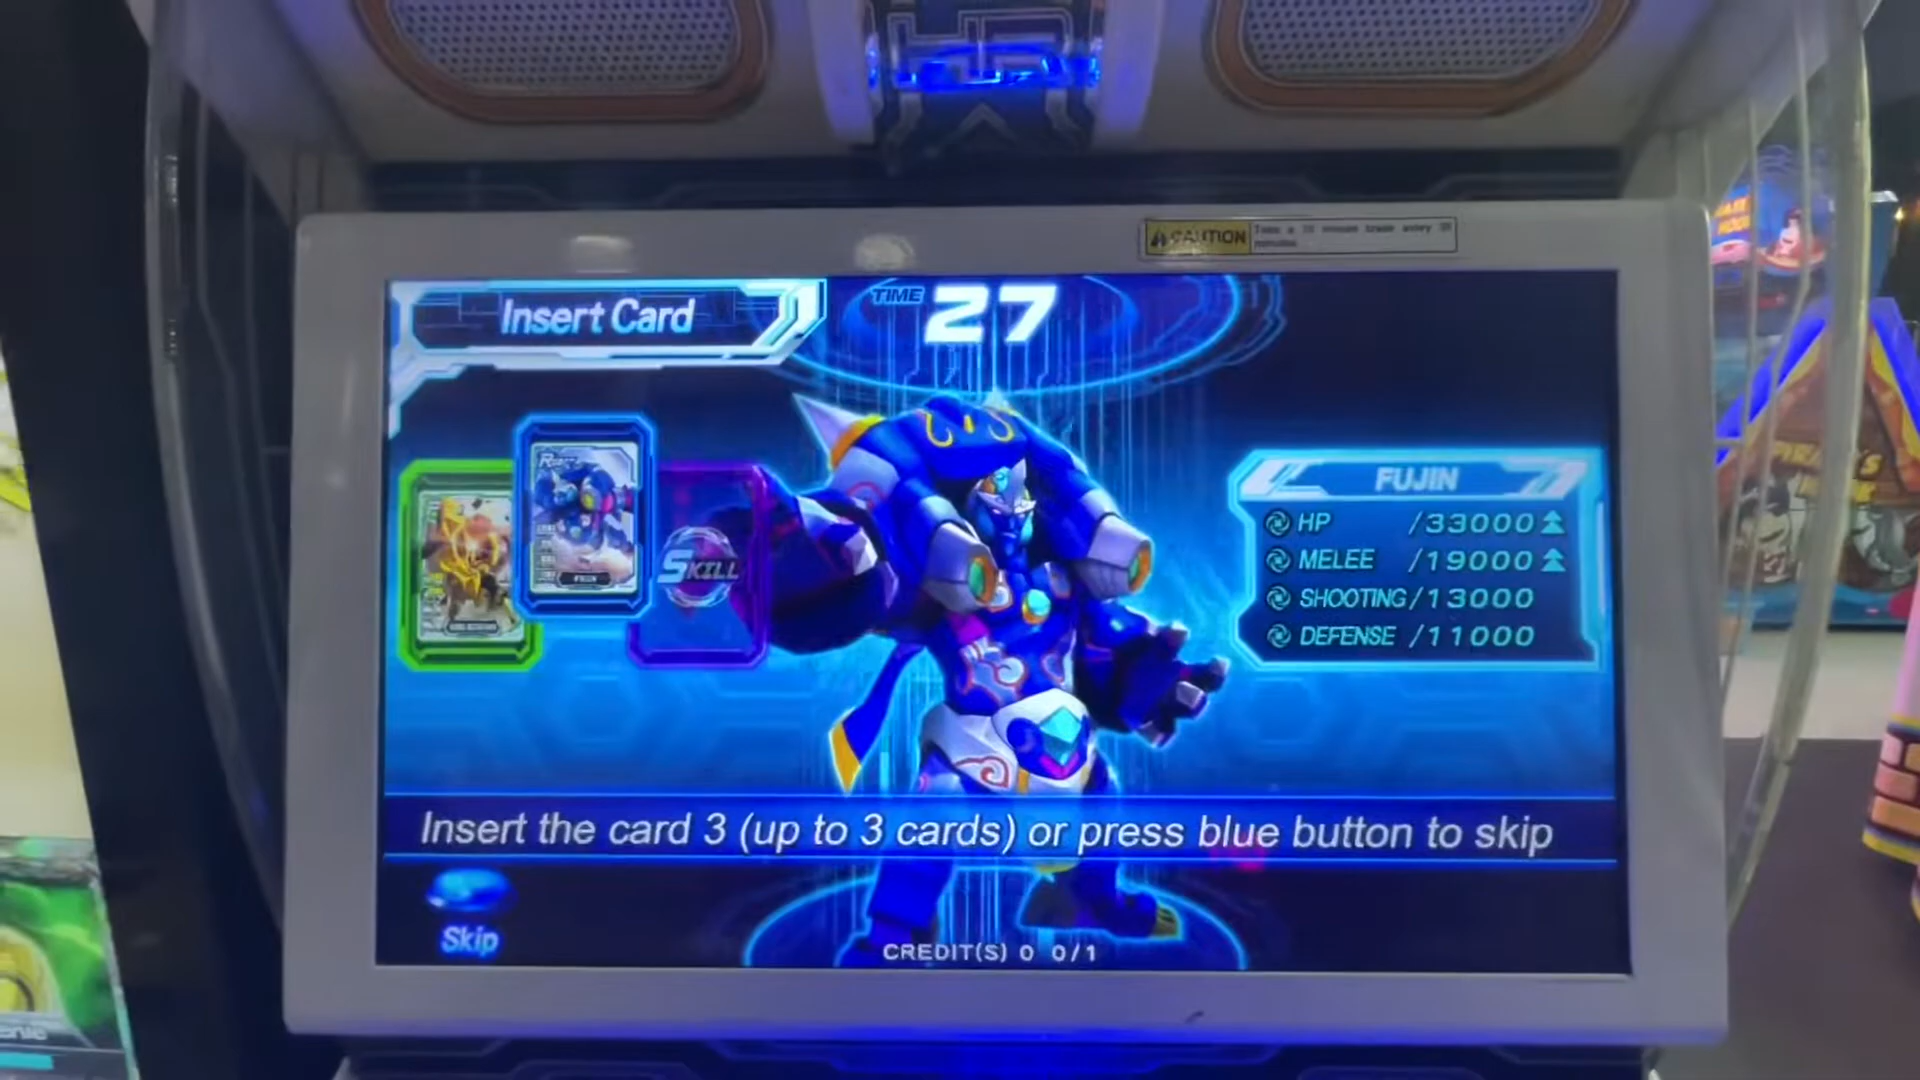 CAUTION
Insert Card
TIME 27
FUJIN
HP /33000
MELEE /19000
SHOOTING/13000
DEFENSE /11000
SKILL
Insert the card 3 (up to 3 cards) or press blue button to skip
Skip
CREDIT(S) 0 0/1